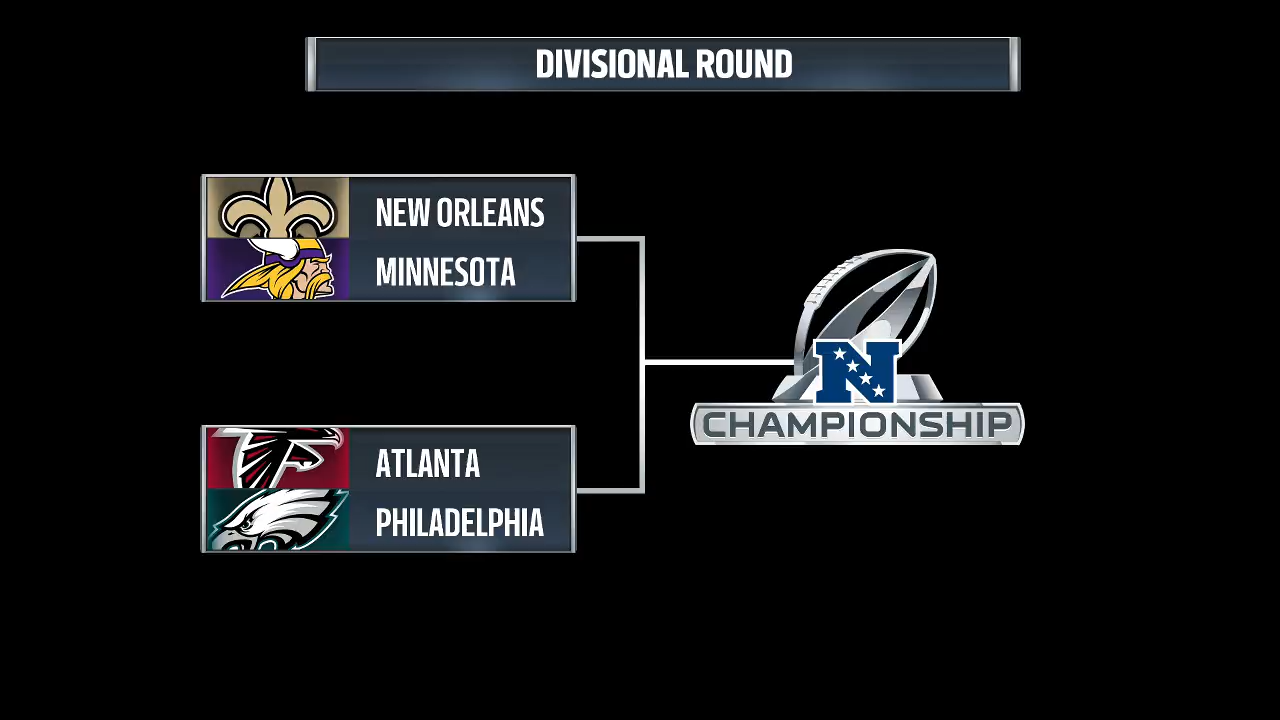 DIVISIONAL ROUND
NEW ORLEANS
MINNESOTA
ATLANTA
PHILADELPHIA
N
CHAMPIONSHIP